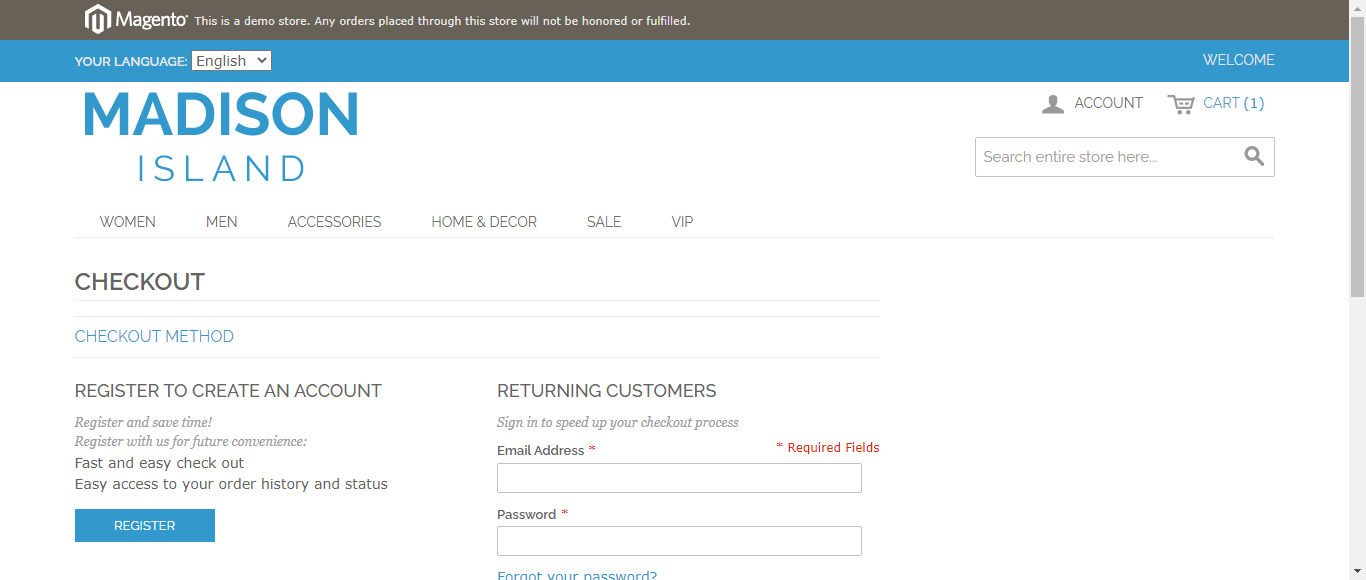 Magento This is a demo store. Any orders placed through this store will not be honored or fulfilled.
YOUR LANGUAGE: English
WELCOME
MADISON
ISLAND
ACCOUNT
CART (1)
Search entire store here...
WOMEN MEN ACCESSORIES HOME & DECOR SALE VIP
CHECKOUT
CHECKOUT METHOD
REGISTER TO CREATE AN ACCOUNT
Register and save time!
Register with us for future convenience:
Fast and easy check out
Easy access to your order history and status
REGISTER
RETURNING CUSTOMERS
Sign in to speed up your checkout process
* Required Fields
Email Address *
Password *
Forgot your password?